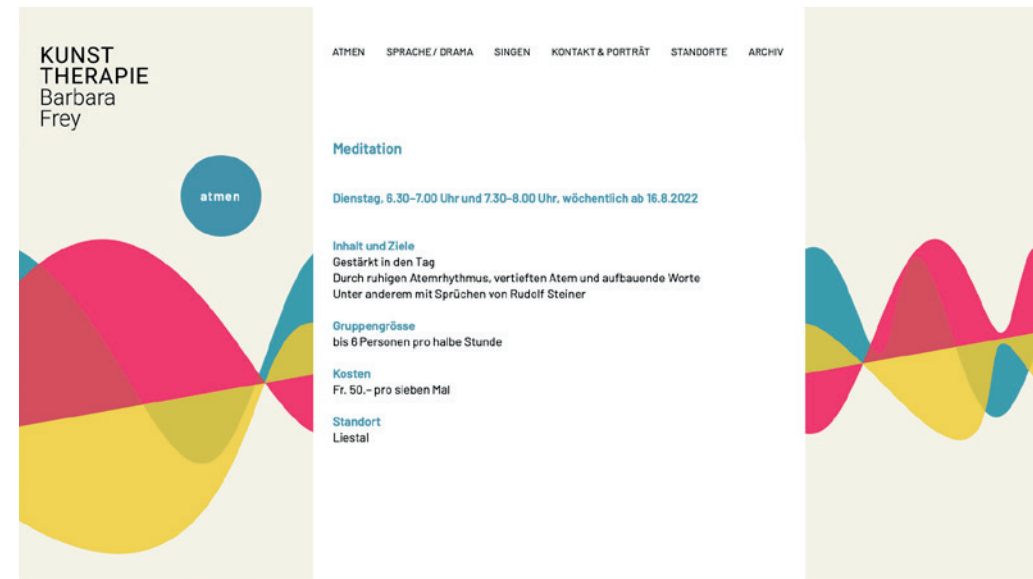 KUNST
THERAPIE
Barbara
Frey
atmen
ATMEN SPRACHE / DRAMA SINGEN KONTAKT & PORTRÄT STANDORTE ARCHIV
Meditation
Dienstag, 6.30–7.00 Uhr und 7.30–8.00 Uhr, wöchentlich ab 16.8.2022
Inhalt und Ziele
Gestärkt in den Tag
Durch ruhigen Atemrhythmus, vertieften Atem und aufbauende Worte
Unter anderem mit Sprüchen von Rudolf Steiner
Gruppengrösse
bis 6 Personen pro halbe Stunde
Kosten
Fr. 50.– pro sieben Mal
Standort
Liestal